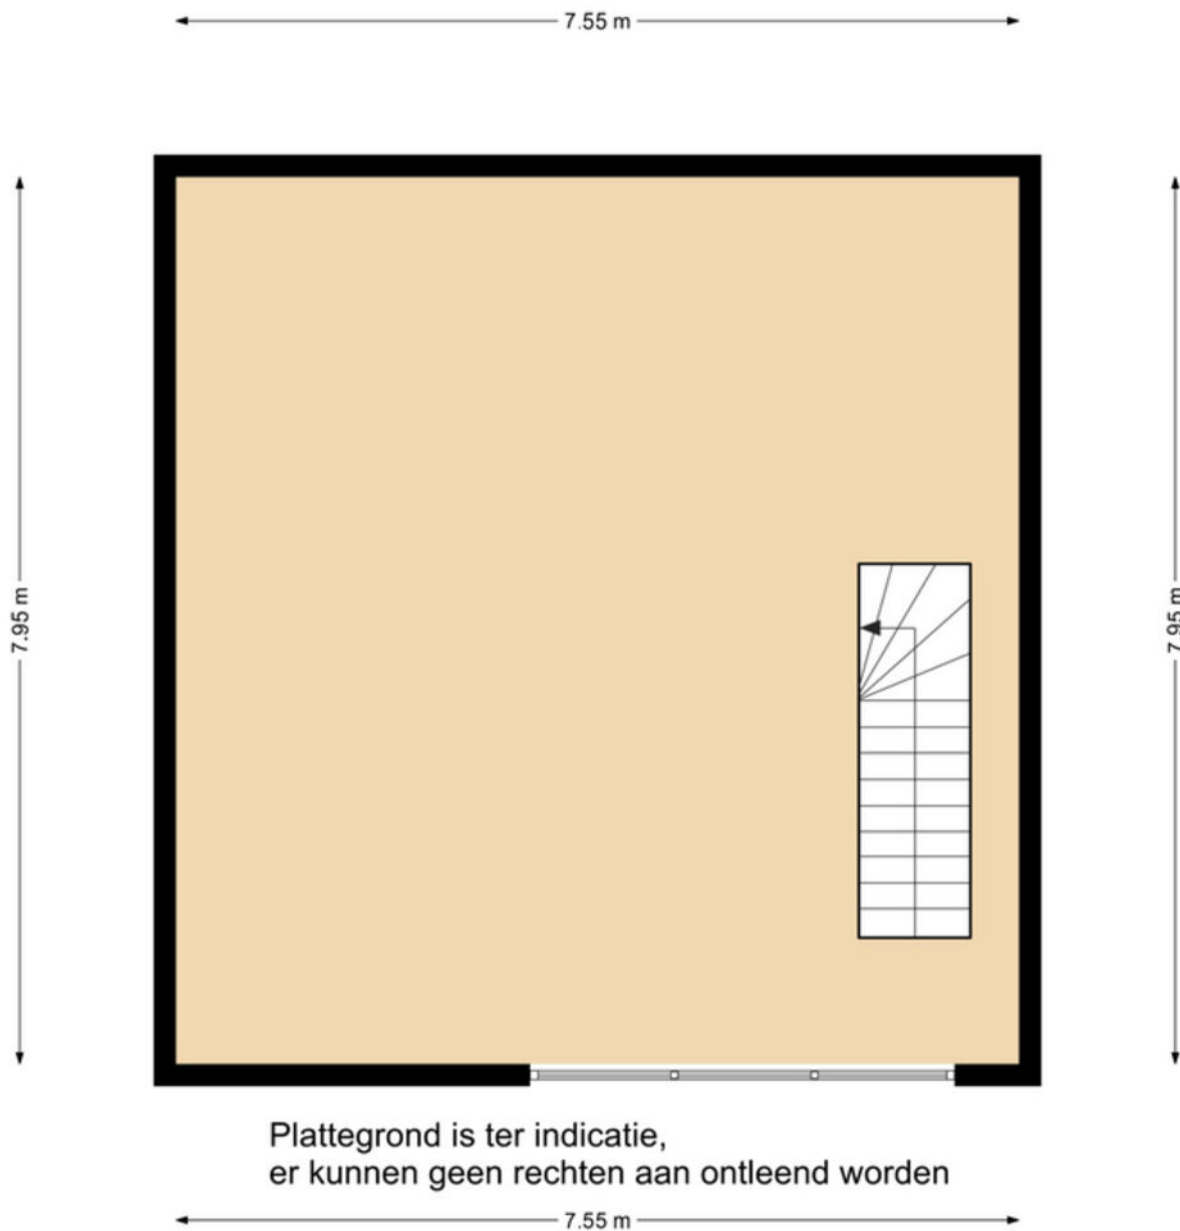 7.55 m
7.95 m
7.95 m
Plattegrond is ter indicatie,
er kunnen geen rechten aan ontleend worden
7.55 m